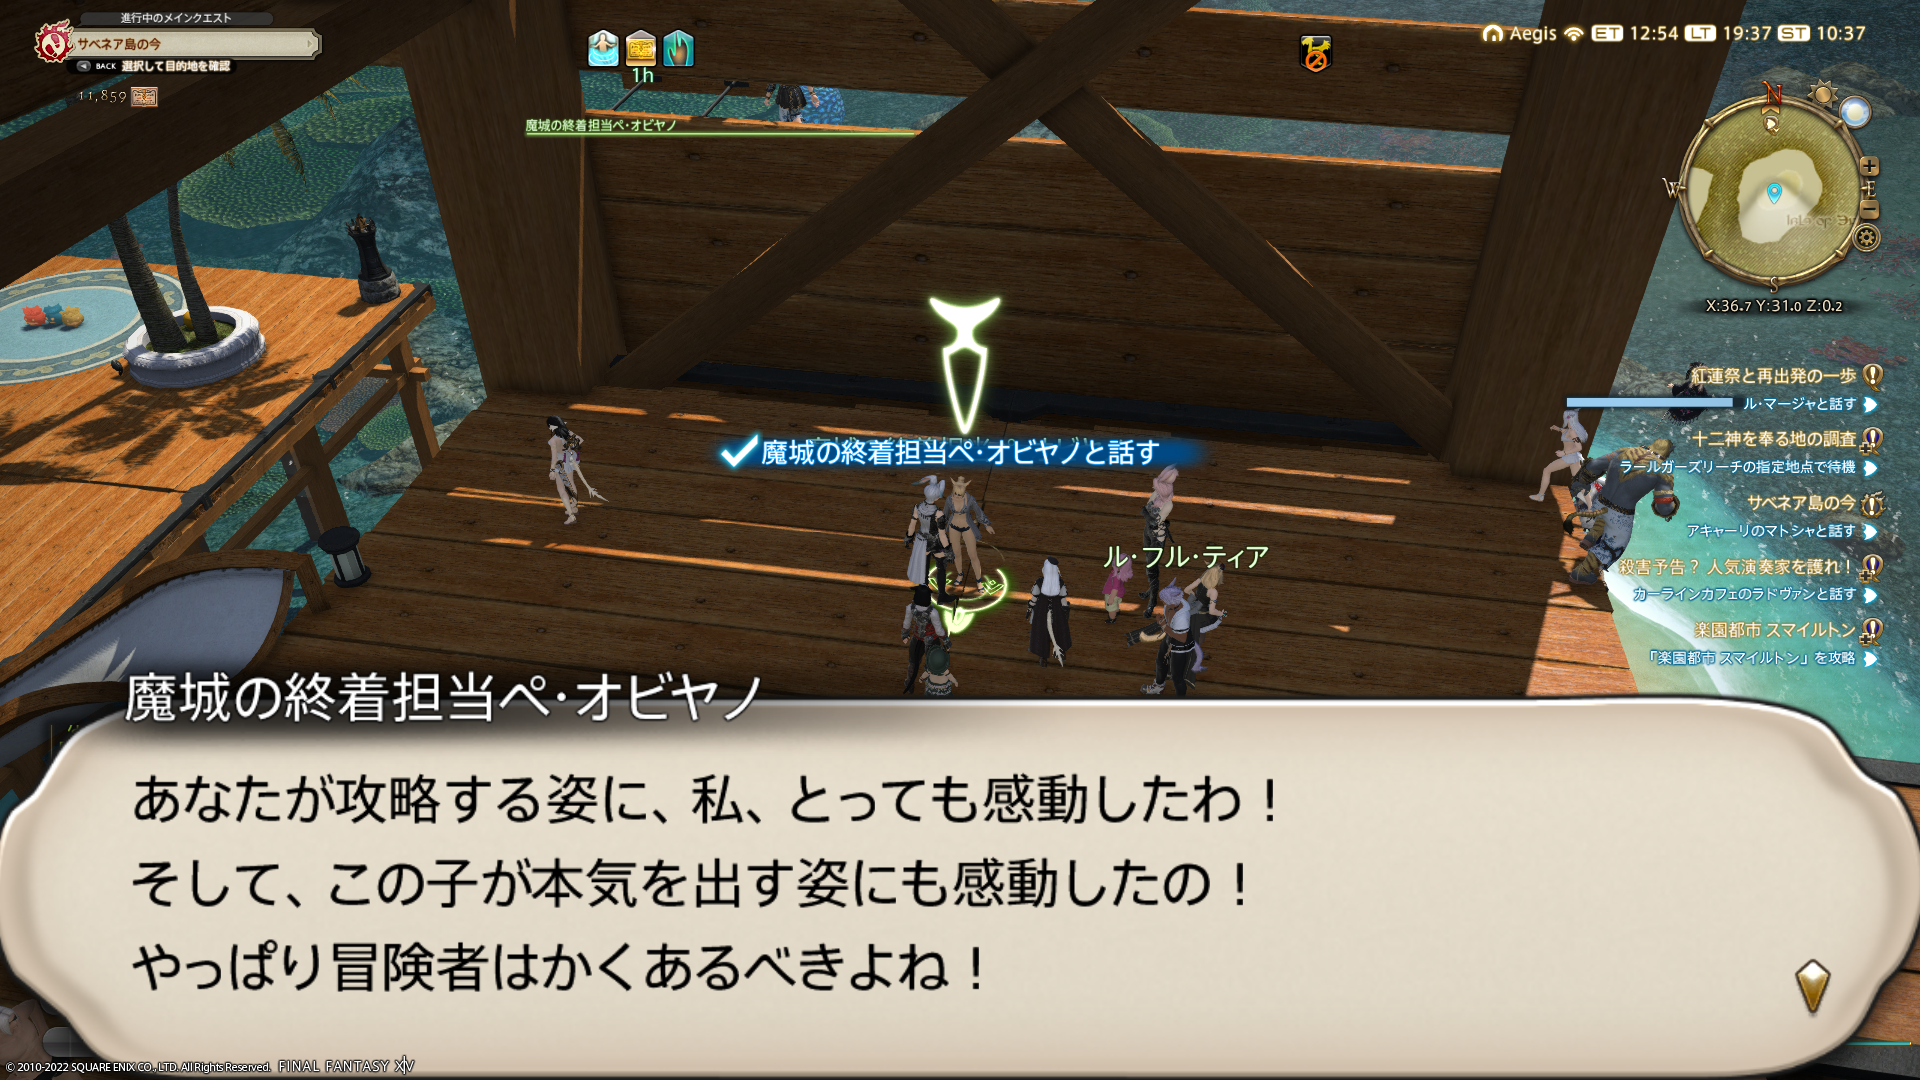 進行中のメインクエスト
サベネア島の今
BACK 選択して目的地を確認
11,859
1h
魔城の終着担当ペ・オビヤノ
Aegis ET 12:54 LT 19:37 ST 10:37
N
W
E
S
X:36.7 Y:31.0 Z:0.2
紅蓮祭と再出発の一歩
ル・マージャと話す
十二神を奉る地の調査
ラールガーズリーチの指定地点で待機
サベネア島の今
アキャーリのマトシャと話す
殺害予告？ 人気演奏家を護れ！
カーラインカフェのラドヴァンと話す
楽園都市 スマイルトン
「楽園都市 スマイルトン」を攻略
魔城の終着担当ペ・オビヤノと話す
ル・フル・ティア
魔城の終着担当ペ・オビヤノ
あなたが攻略する姿に、私、とっても感動したわ！
そして、この子が本気を出す姿にも感動したの！
やっぱり冒険者はかくあるべきよね！
© 2010-2022 SQUARE ENIX CO., LTD. All Rights Reserved. FINAL FANTASY XIV